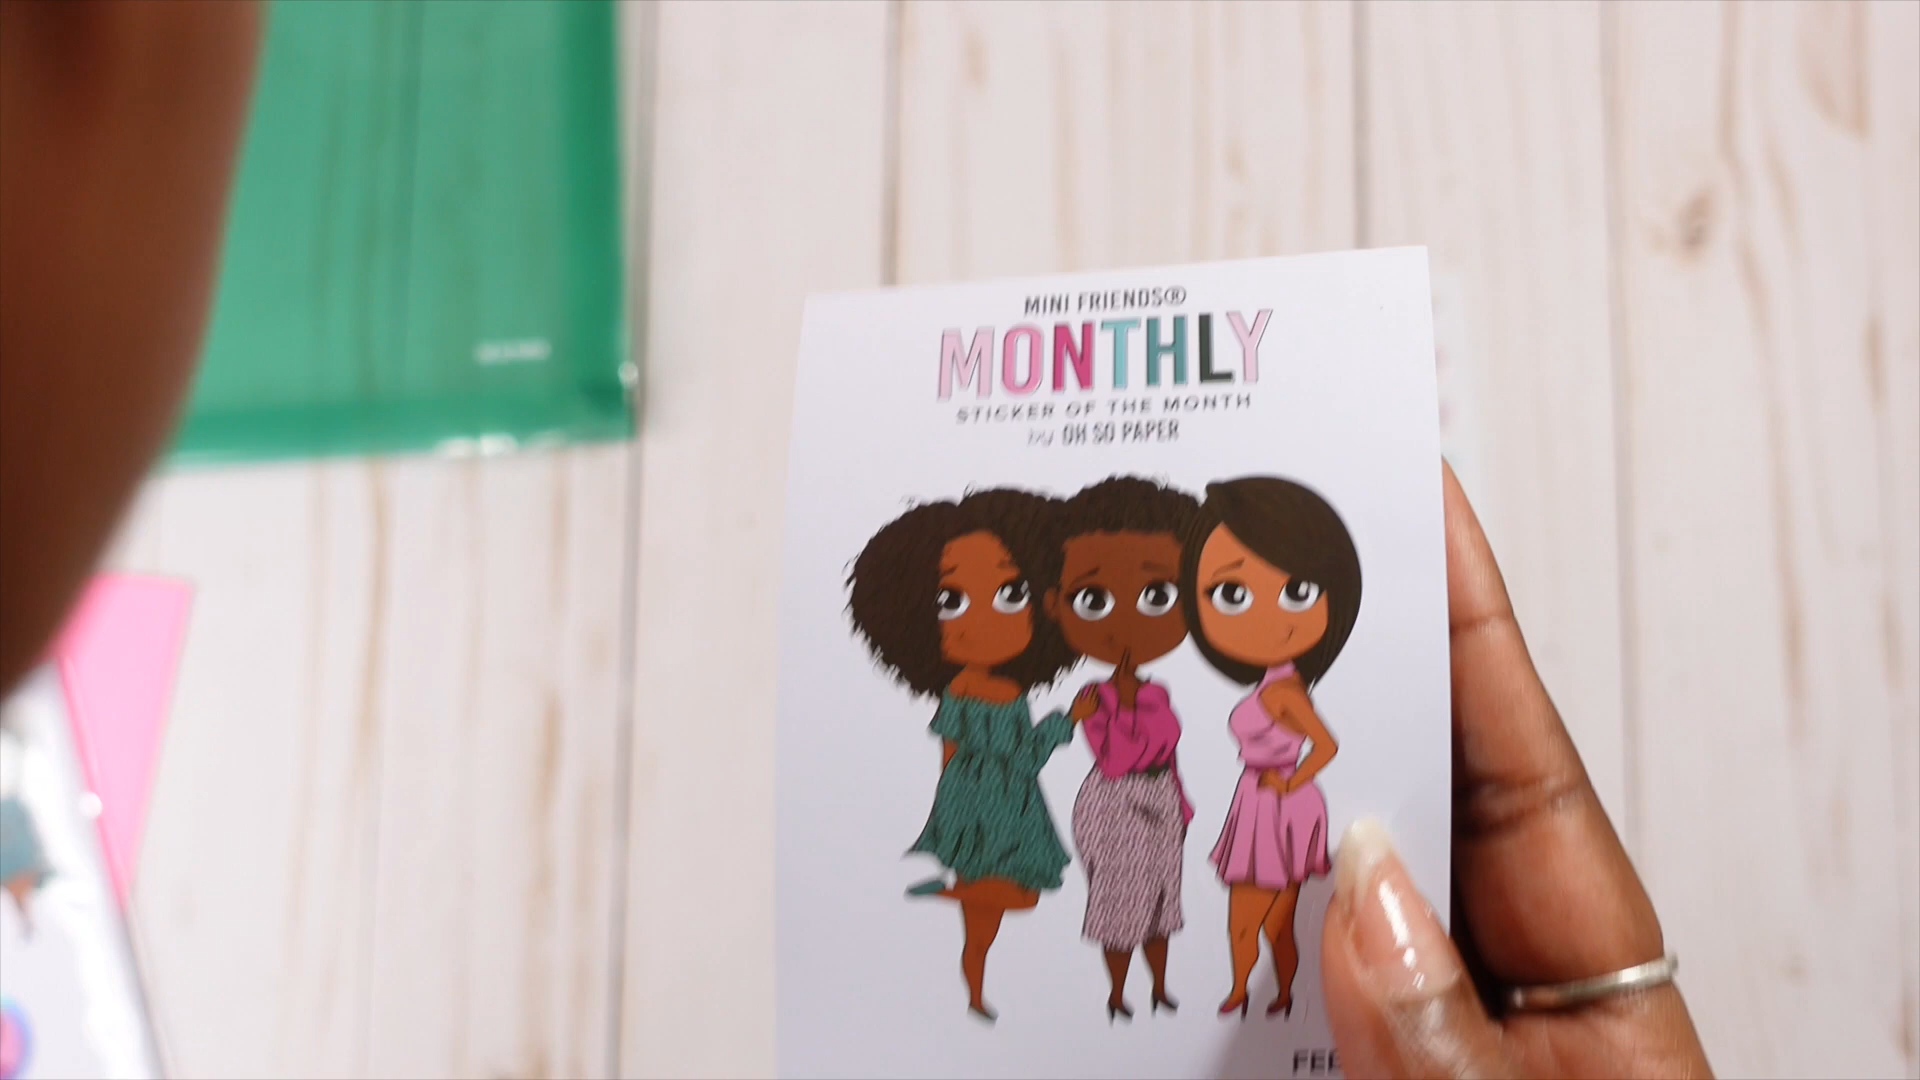 MINI FRIENDS®
MONTHLY
STICKER OF THE MONTH
by OH SO PAPER